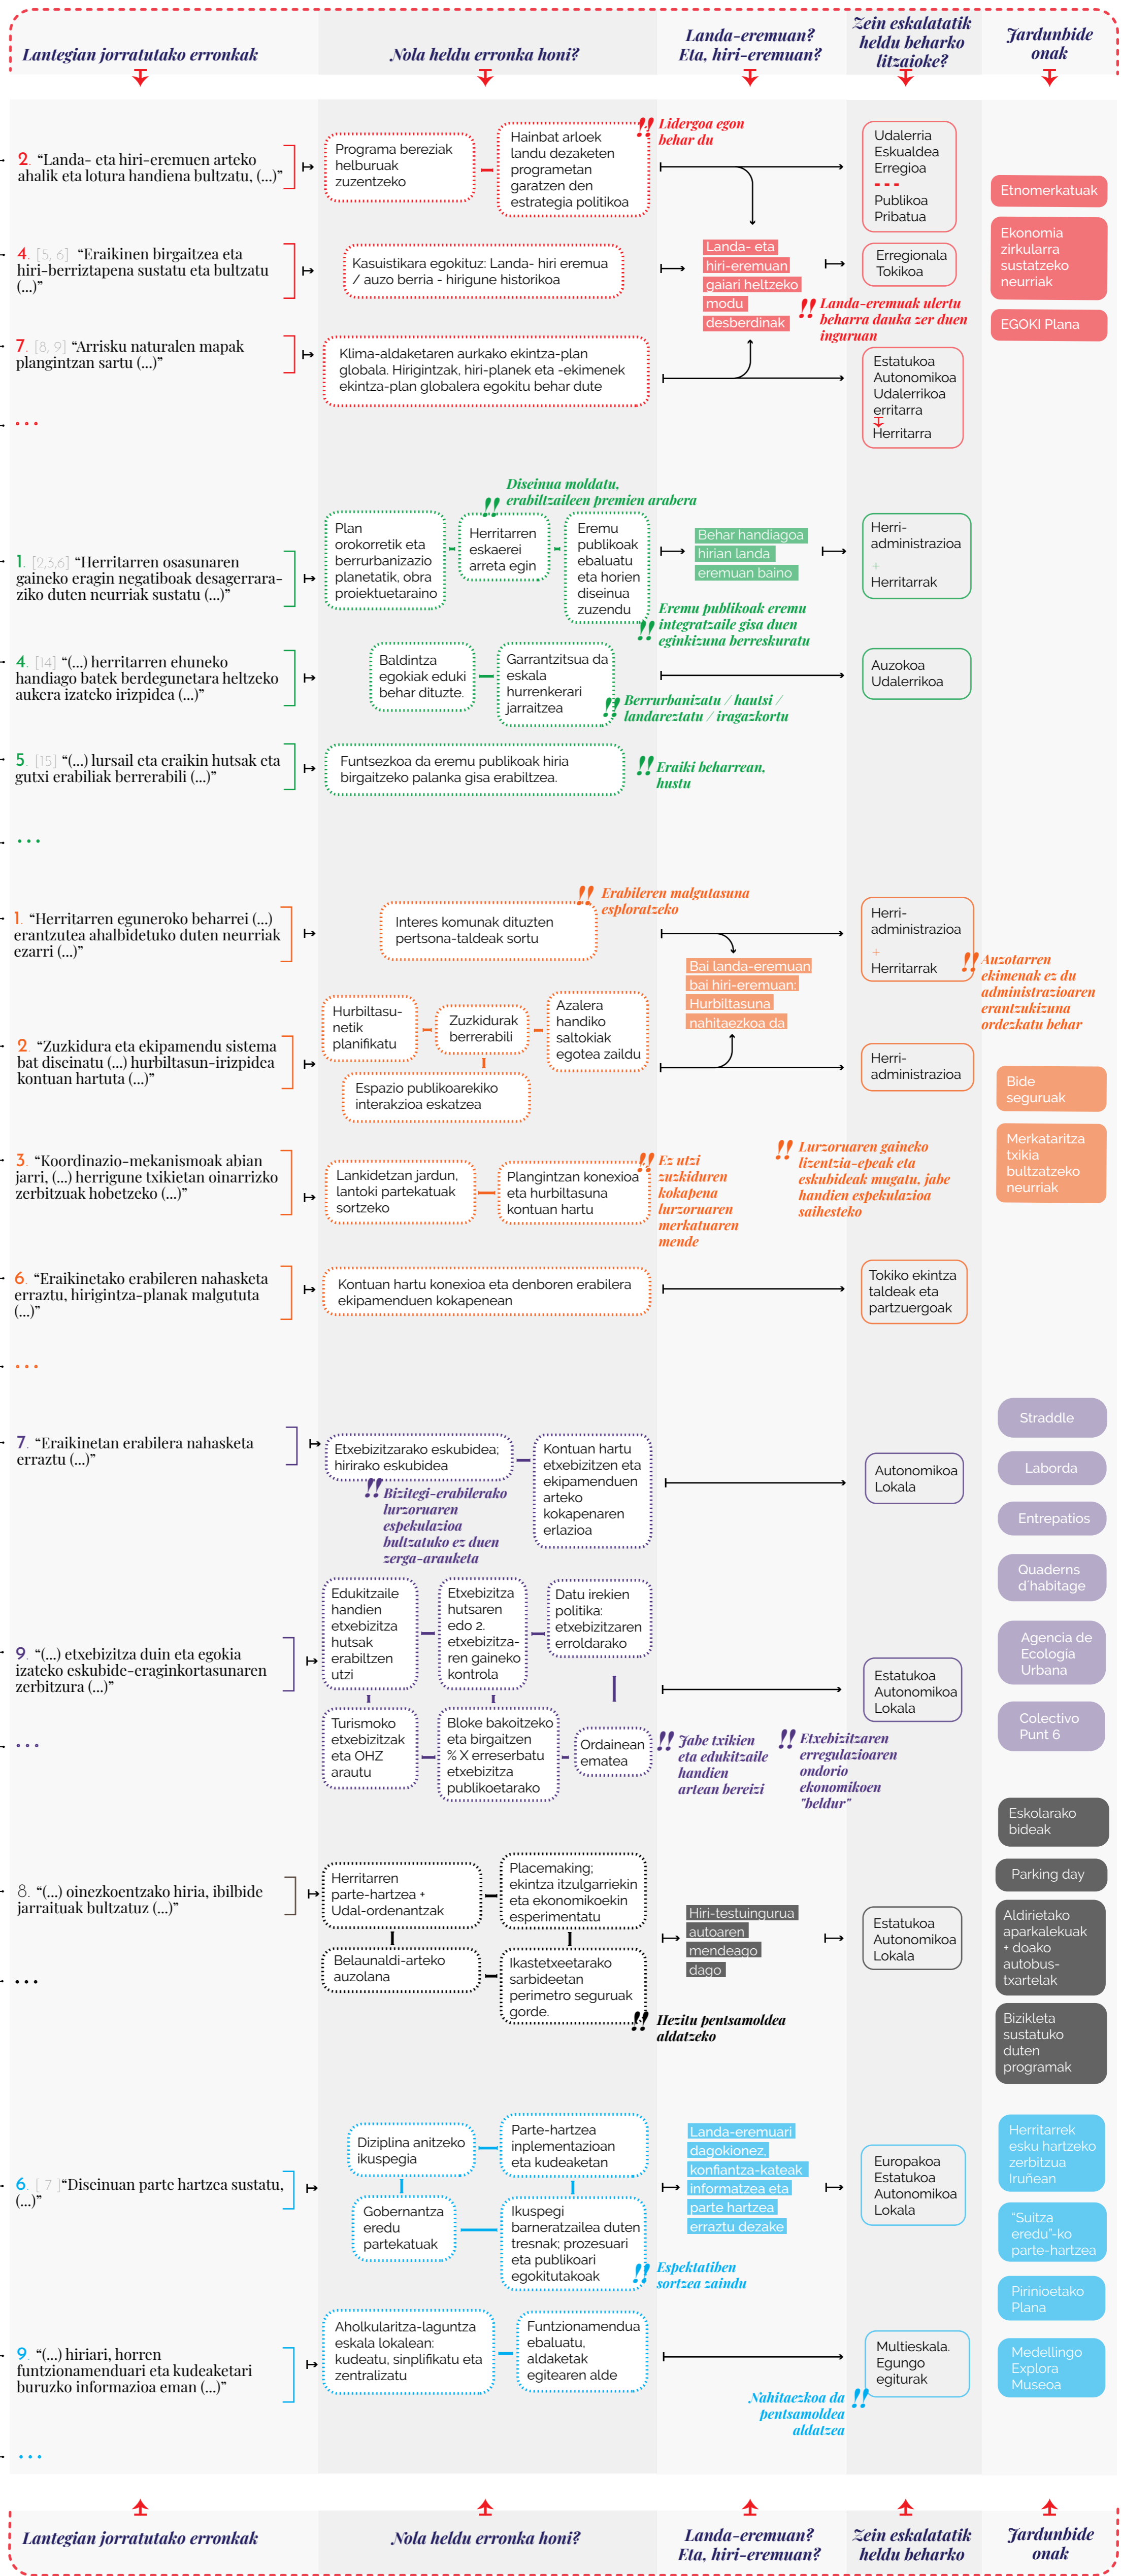 Lantegian jorratutako erronkak
Nola heldu erronka honi?
Landa-eremuan?
Eta, hiri-eremuan?
Zein eskalatatik
heldu beharko
litzaioke?
Jardunbide
onak
2. “Landa- eta hiri-eremuen arteko
ahalik eta lotura handiena bultzatu, (...)”
Programa bereziak
helburuak
zuzentzeko
Hainbat arloek
landu dezaketen
programetan
garatzen den
estrategia politikoa
!! Lidergoa egon
behar du
Udalerria
Eskualdea
Erregioa
---
Publikoa
Pribatua
Etnomerkatuak
Ekonomia
zirkularra
sustatzeko
neurriak
EGOKI Plana
4. [5, 6] “Eraikinen birgaitzea eta
hiri-berriztapena sustatu eta bultzatu
(...)”
Kasuistikara egokituz: Landa- hiri eremua
/ auzo berria - hirigune historikoa
Landa- eta
hiri-eremuan
gaiari heltzeko
modu
desberdinak
Erregionala
Tokikoa
!! Landa-eremuak ulertu
beharra dauka zer duen
inguruan
7. [8, 9] “Arrisku naturalen mapak
plangintzan sartu (...)”
Klima-aldaketaren aurkako ekintza-plan
globala. Hirigintzak, hiri-planek eta -ekimenek
ekintza-plan globalera egokitu behar dute
Estatukoa
Autonomikoa
Udalerrikoa
erritarra
Herritarra
...
1. [2,3,6] “Herritarren osasunaren
gaineko eragin negatiboak desagerrara-
ziko duten neurriak sustatu (...)”
Plan
orokorretik eta
berrurbanizazio
planetatik, obra
proiektuetaraino
!! Diseinua moldatu,
erabiltzaileen premien arabera
Herritarren
eskaerei
arreta egin
Eremu
publikoak
ebaluatu
eta horien
diseinua
zuzendu
Behar handiagoa
hirian landa
eremuan baino
Herri-
administrazioa
+
Herritarrak
!! Eremu publikoak eremu
integratzaile gisa duen
eginkizuna berreskuratu
4. [14] “(...) herritarren ehuneko
handiago batek berdegunetara heltzeko
aukera izateko irizpidea (...)”
Baldintza
egokiak eduki
behar dituzte.
Garrantzitsua da
eskala
hurrenkerari
jarraitzea
!! Berrurbanizatu / hautsi /
landareztatu / iragazkortu
Auzokoa
Udalerrikoa
5. [15] “(...) lursail eta eraikin hutsak eta
gutxi erabiliak berrerabili (...)”
Funtsezkoa da eremu publikoak hiria
birgaitzeko palanka gisa erabiltzea.
!! Eraiki beharrean,
hustu
...
1. “Herritarren eguneroko beharrei (...)
erantzutea ahalbidetuko duten neurriak
ezarri (...)”
Interes komunak dituzten
pertsona-taldeak sortu
!! Erabileren malgutasuna
esploratzeko
Bai landa-eremuan
bai hiri-eremuan:
Hurbiltasuna
nahitaezkoa da
Herri-
administrazioa
+
Herritarrak
!! Auzotarren
ekimenak ez du
administrazioaren
erantzukizuna
ordezkatu behar
2. “Zuzkidura eta ekipamendu sistema
bat diseinatu (...) hurbiltasun-irizpidea
kontuan hartuta (...)”
Hurbiltasu-
netik
planifikatu
Zuzkidurak
berrerabili
Azalera
handiko
saltokiak
egotea zaildu
Espazio publikoarekiko
interakzioa eskatzea
Herri-
administrazioa
Bide
seguruak
Merkataritza
txikia
bultzatzeko
neurriak
3. “Koordinazio-mekanismoak abian
jarri, (...) herrigune txikietan oinarrizko
zerbitzuak hobetzeko (...)”
Lankidetzan jardun,
lantoki partekatuak
sortzeko
Plangintzan konexioa
eta hurbiltasuna
kontuan hartu
!! Ez utzi
zuzkiduren
kokapena
lurzoruaren
merkatuaren
mende
!! Lurzoruaren gaineko
lizentzia-epeak eta
eskubideak mugatu, jabe
handien espekulazioa
saihesteko
6. “Eraikinetako erabileren nahasketa
erraztu, hirigintza-planak malgututa
(...)”
Kontuan hartu konexioa eta denboren erabilera
ekipamenduen kokapenean
Tokiko ekintza
taldeak eta
partzuergoak
...
7. “Eraikinetan erabilera nahasketa
erraztu (...)”
Etxebizitzarako eskubidea;
hirirako eskubidea
!! Bizitegi-erabilerako
lurzoruaren
espekulazioa
bultzatuko ez duen
zerga-arauketa
Kontuan hartu
etxebizitzen eta
ekipamenduen
arteko
kokapenaren
erlazioa
Autonomikoa
Lokala
Straddle
Laborda
Entrepatios
Quaderns
d´habitage
Agencia de
Ecología
Urbana
Colectivo
Punt 6
9. “(...) etxebizitza duin eta egokia
izateko eskubide-eraginkortasunaren
zerbitzura (...)”
Edukitzaile
handien
etxebizitza
hutsak
erabiltzen
utzi
Etxebizitza
hutsaren
edo 2.
etxebizitza-
ren gaineko
kontrola
Datu irekien
politika:
etxebizitzaren
erroldarako
Turismoko
etxebizitzak
eta OHZ
arautu
Bloke bakoitzeko
eta birgaitzen
% X erreserbatu
etxebizitza
publikoetarako
Ordainean
ematea
Estatukoa
Autonomikoa
Lokala
!! Jabe txikien
eta edukitzaile
handien
artean bereizi
!! Etxebizitzaren
erregulazioaren
ondorio
ekonomikoen
"beldur"
...
8. “(...) oinezkoentzako hiria, ibilbide
jarraituak bultzatuz (...)”
Herritarren
parte-hartzea +
Udal-ordenantzak
Placemaking;
ekintza itzulgarriekin
eta ekonomikoekin
esperimentatu
Belaunaldi-arteko
auzolana
Ikastetxeetarako
sarbideetan
perimetro seguruak
gorde.
!! Hezitu pentsamoldea
aldatzeko
Hiri-testuingurua
autoaren
mendeago
dago
Estatukoa
Autonomikoa
Lokala
Eskolarako
bideak
Parking day
Aldirietako
aparkalekuak
+ doako
autobus-
txartelak
Bizikleta
sustatuko
duten
programak
...
6. [ 7 ]“Diseinuan parte hartzea sustatu,
(...)”
Diziplina anitzeko
ikuspegia
Parte-hartzea
inplementazioan
eta kudeaketan
Gobernantza
eredu
partekatuak
Ikuspegi
barneratzailea duten
tresnak; prozesuari
eta publikoari
egokitutakoak
!! Espektatiben
sortzea zaindu
Landa-eremuari
dagokionez,
konfiantza-kateak
informatzea eta
parte hartzea
erraztu dezake
Europakoa
Estatukoa
Autonomikoa
Lokala
Herritarrek
esku hartzeko
zerbitzua
Iruñean
"Suitza
eredu"-ko
parte-hartzea
Pirinioetako
Plana
Medellingo
Explora
Museoa
9. “(...) hiriari, horren
funtzionamenduari eta kudeaketari
buruzko informazioa eman (...)”
Aholkularitza-laguntza
eskala lokalean:
kudeatu, sinplifikatu eta
zentralizatu
Funtzionamendua
ebaluatu,
aldaketak
egitearen alde
Multieskala.
Egungo
egiturak
Nahitaezkoa da !!
pentsamoldea
aldatzea
...
Lantegian jorratutako erronkak
Nola heldu erronka honi?
Landa-eremuan?
Eta, hiri-eremuan?
Zein eskalatatik
heldu beharko
Jardunbide
onak